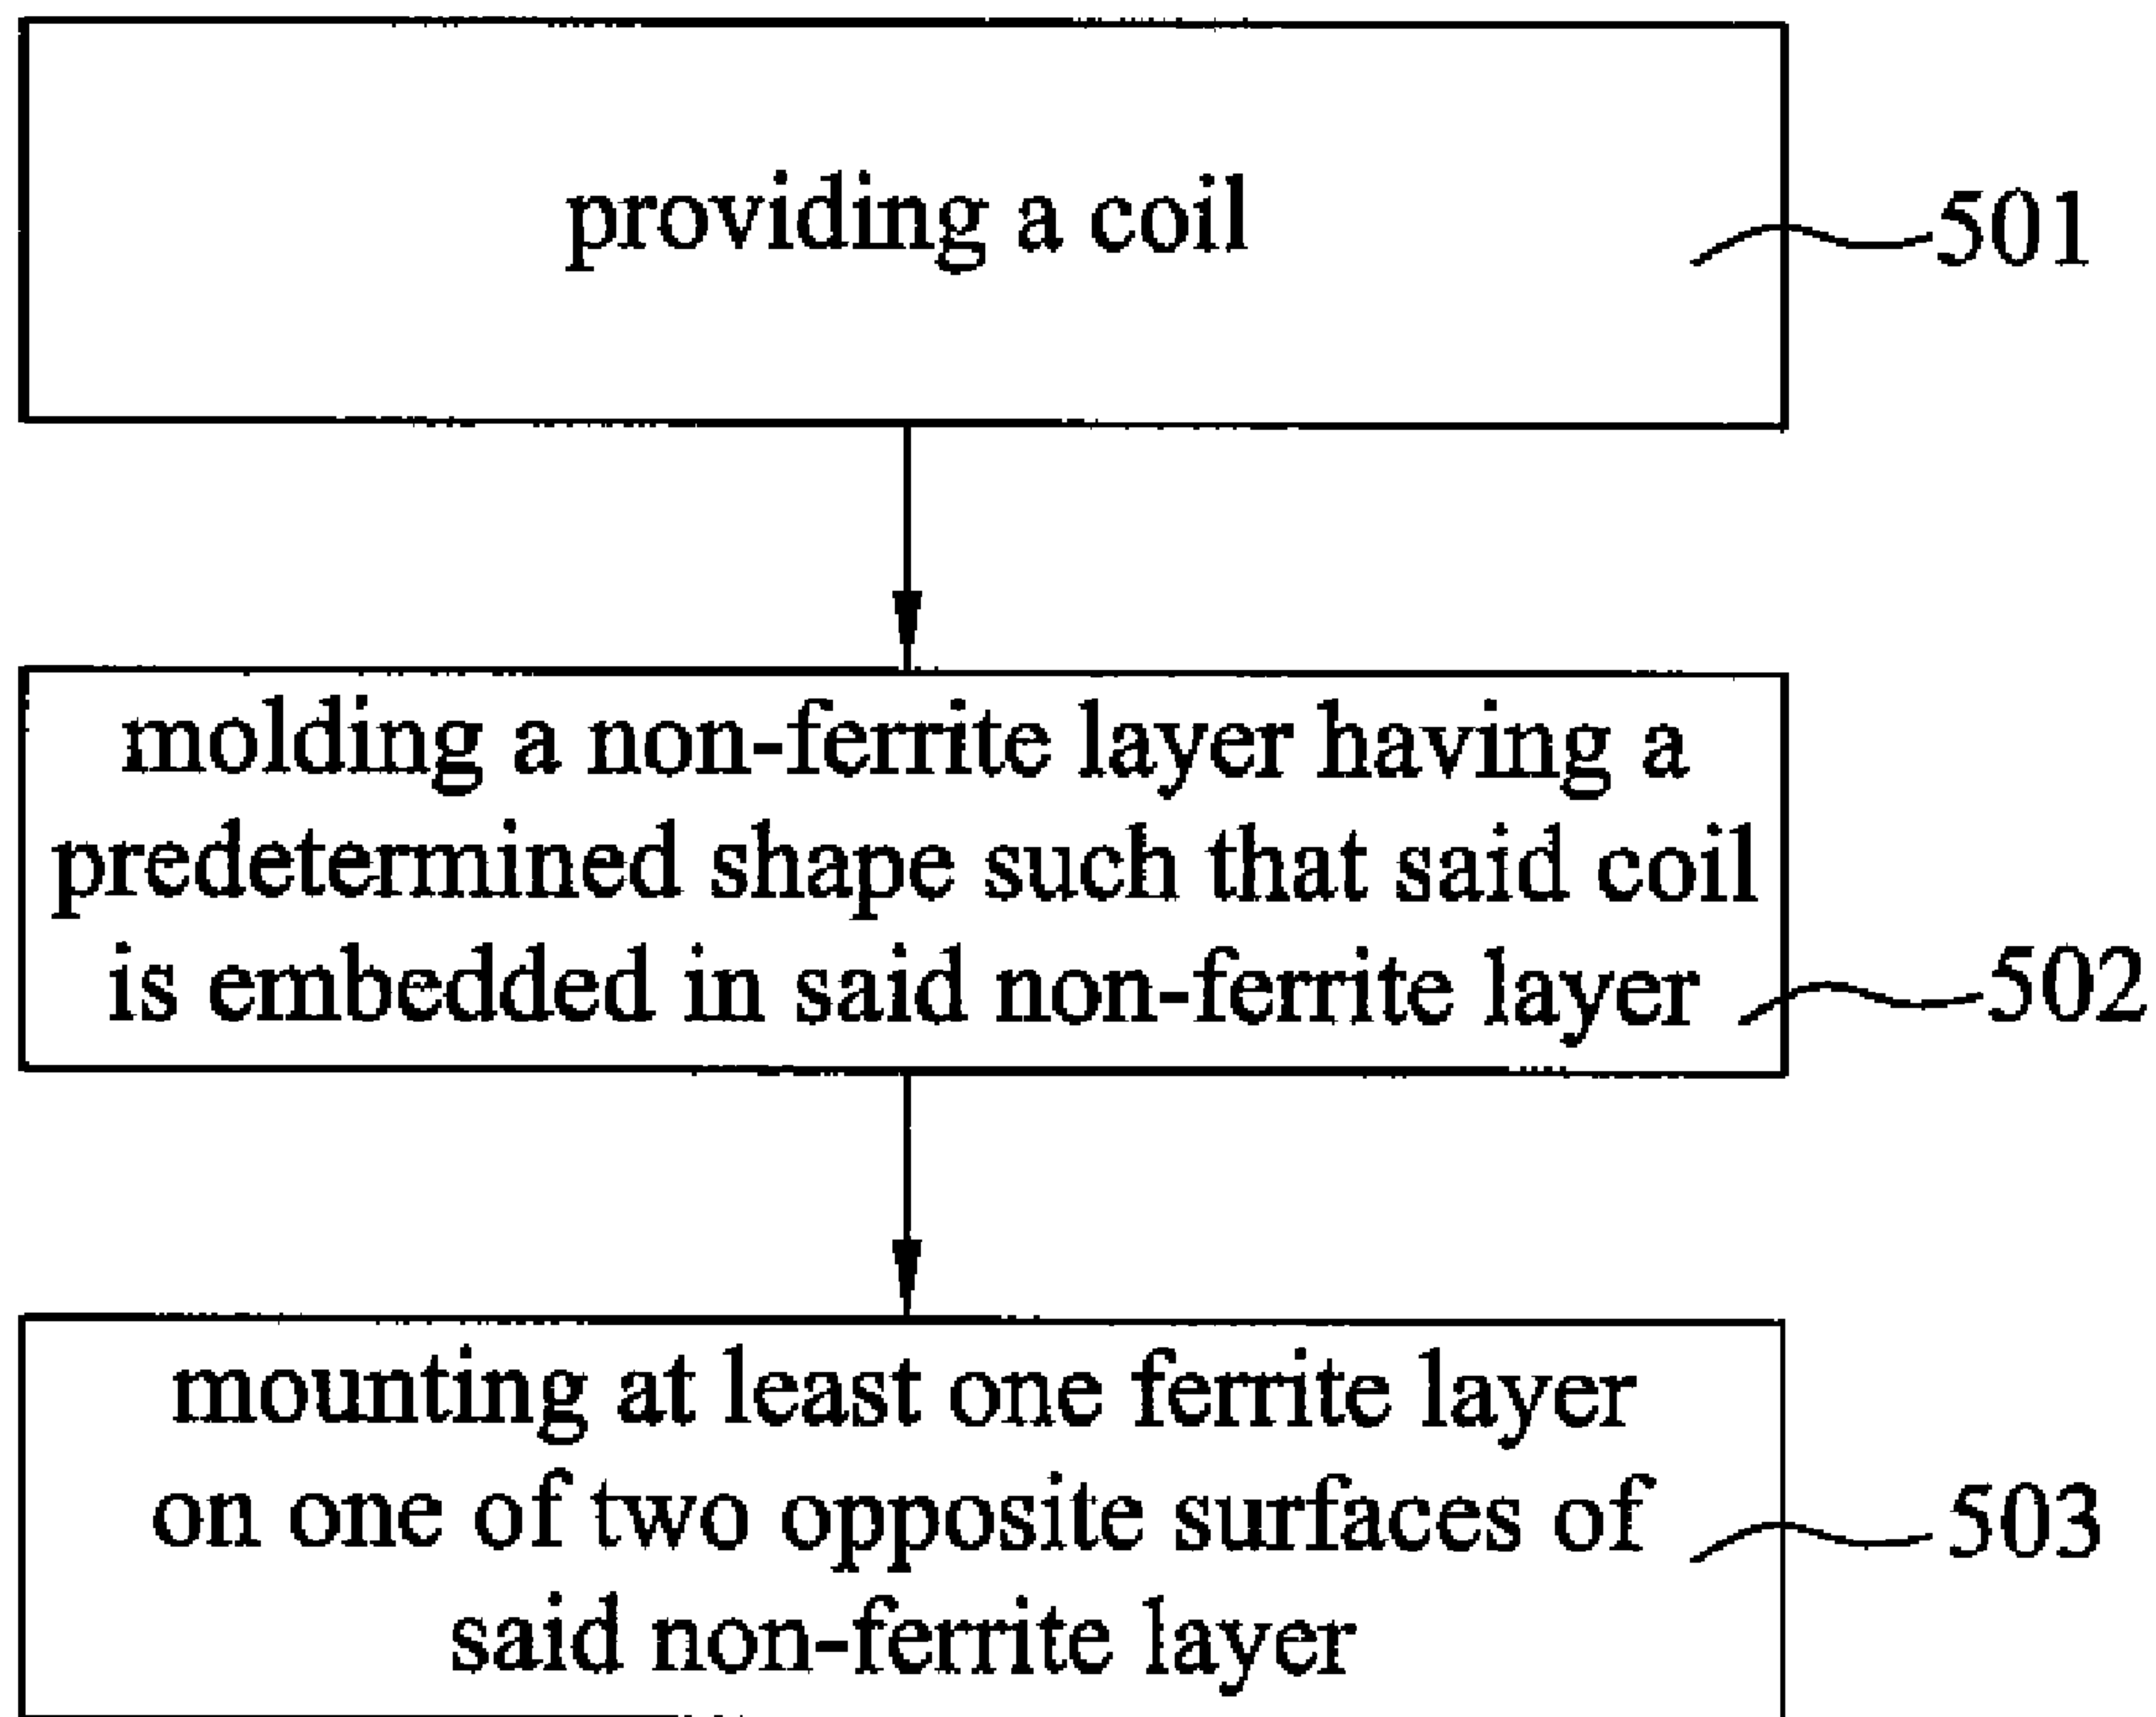 providing a coil
501
molding a non-ferrite layer having a
predetermined shape such that said coil
is embedded in said non-ferrite layer
502
mounting at least one ferrite layer
on one of two opposite surfaces of
503
said non-ferrite layer